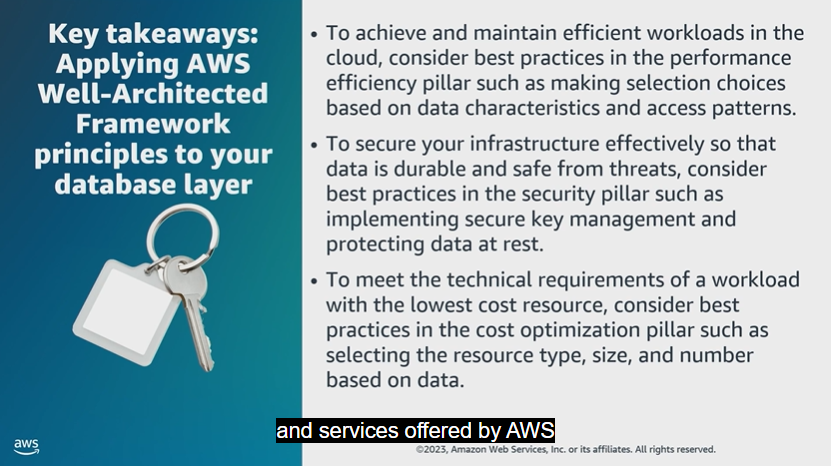 Key takeaways:
Applying AWS
Well-Architected
Framework
principles to your
database layer
• To achieve and maintain efficient workloads in the
cloud, consider best practices in the performance
efficiency pillar such as making selection choices
based on data characteristics and access patterns.
• To secure your infrastructure effectively so that
data is durable and safe from threats, consider
best practices in the security pillar such as
implementing secure key management and
protecting data at rest.
• To meet the technical requirements of a workload
with the lowest cost resource, consider best
practices in the cost optimization pillar such as
selecting the resource type, size, and number
based on data.
and services offered by AWS
aws
©2023, Amazon Web Services, Inc. or its affiliates. All rights reserved.